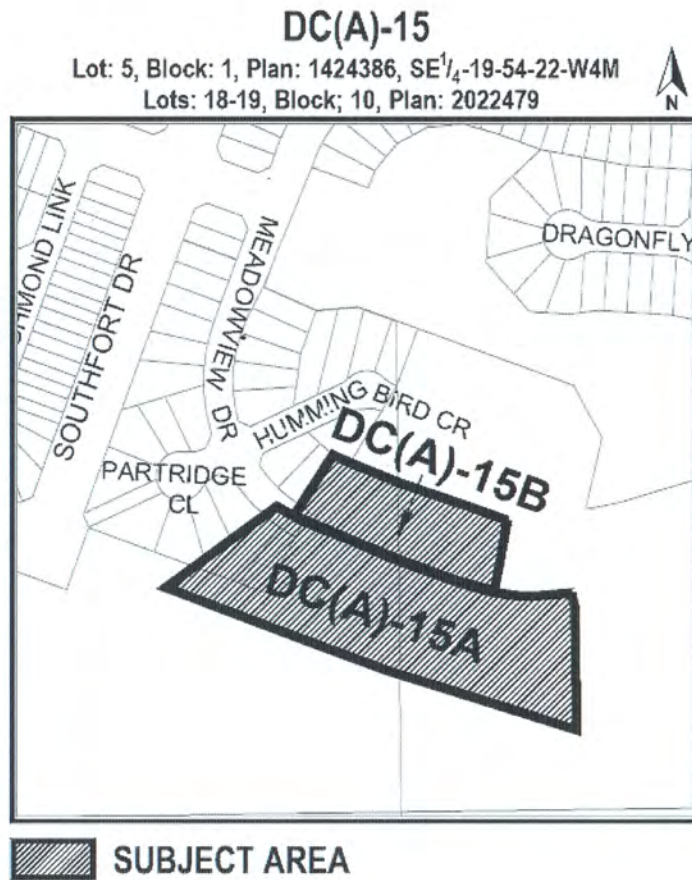 DC(A)-15
Lot: 5, Block: 1, Plan: 1424386, SE¹/₄-19-54-22-W4M
Lots: 18-19, Block; 10, Plan: 2022479
N
LINK
SOUTHFORT DR
MEADOWVIEW DR
DRAGONFLY
HUMMING BIRD CR
PARTRIDGE
CL
DC(A)-15B
DC(A)-15A
SUBJECT AREA